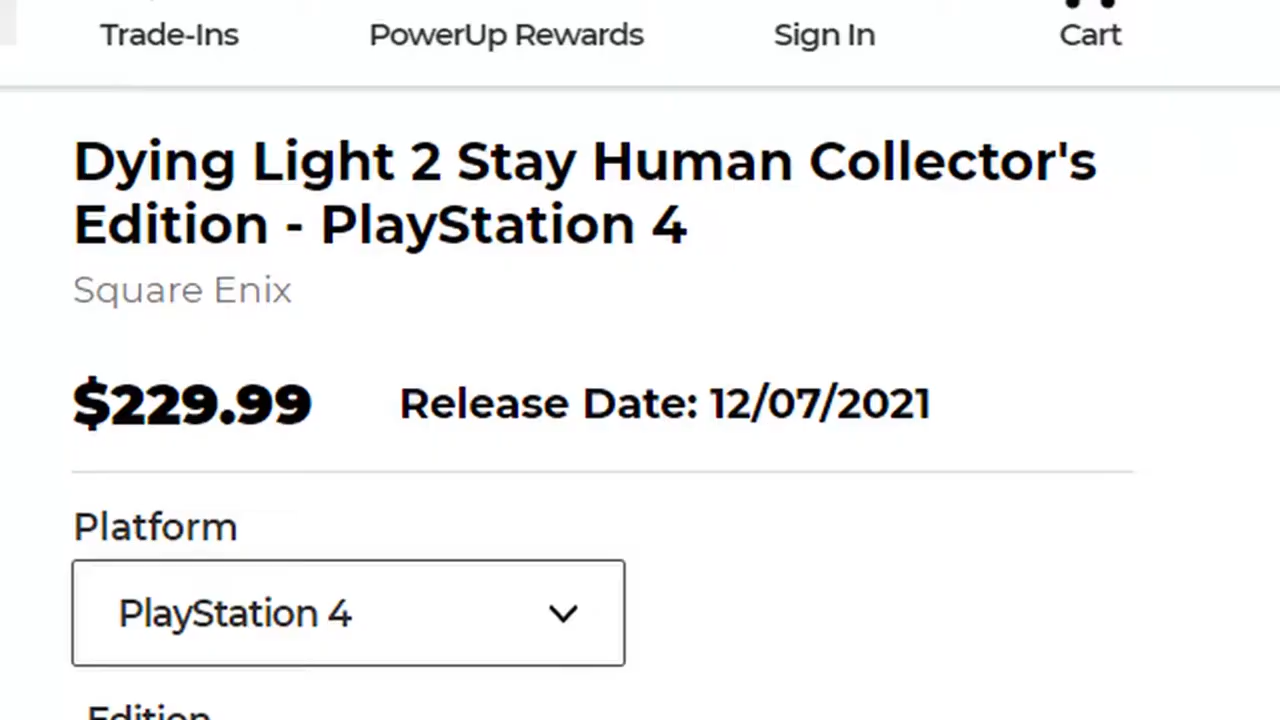 Trade-Ins PowerUp Rewards Sign In Cart
Dying Light 2 Stay Human Collector's
Edition - PlayStation 4
Square Enix
$229.99 Release Date: 12/07/2021
Platform
PlayStation 4
Edition